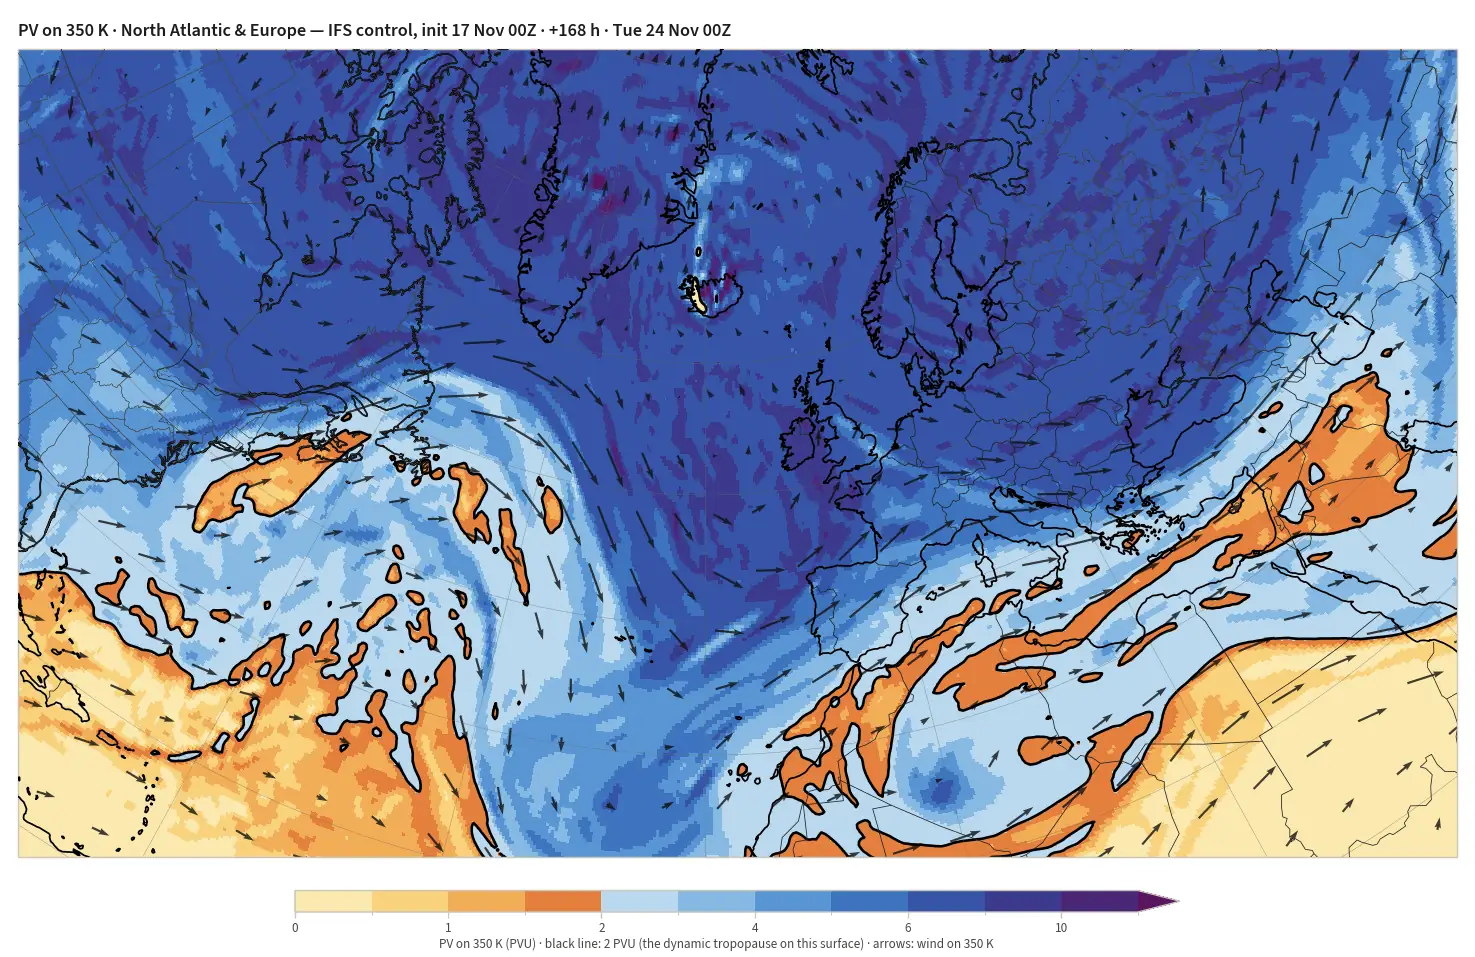 PV on 350 K · North Atlantic & Europe — IFS control, init 17 Nov 00Z · +168 h · Tue 24 Nov 00Z
0 1 2 4 6 10
PV on 350 K (PVU) · black line: 2 PVU (the dynamic tropopause on this surface) · arrows: wind on 350 K